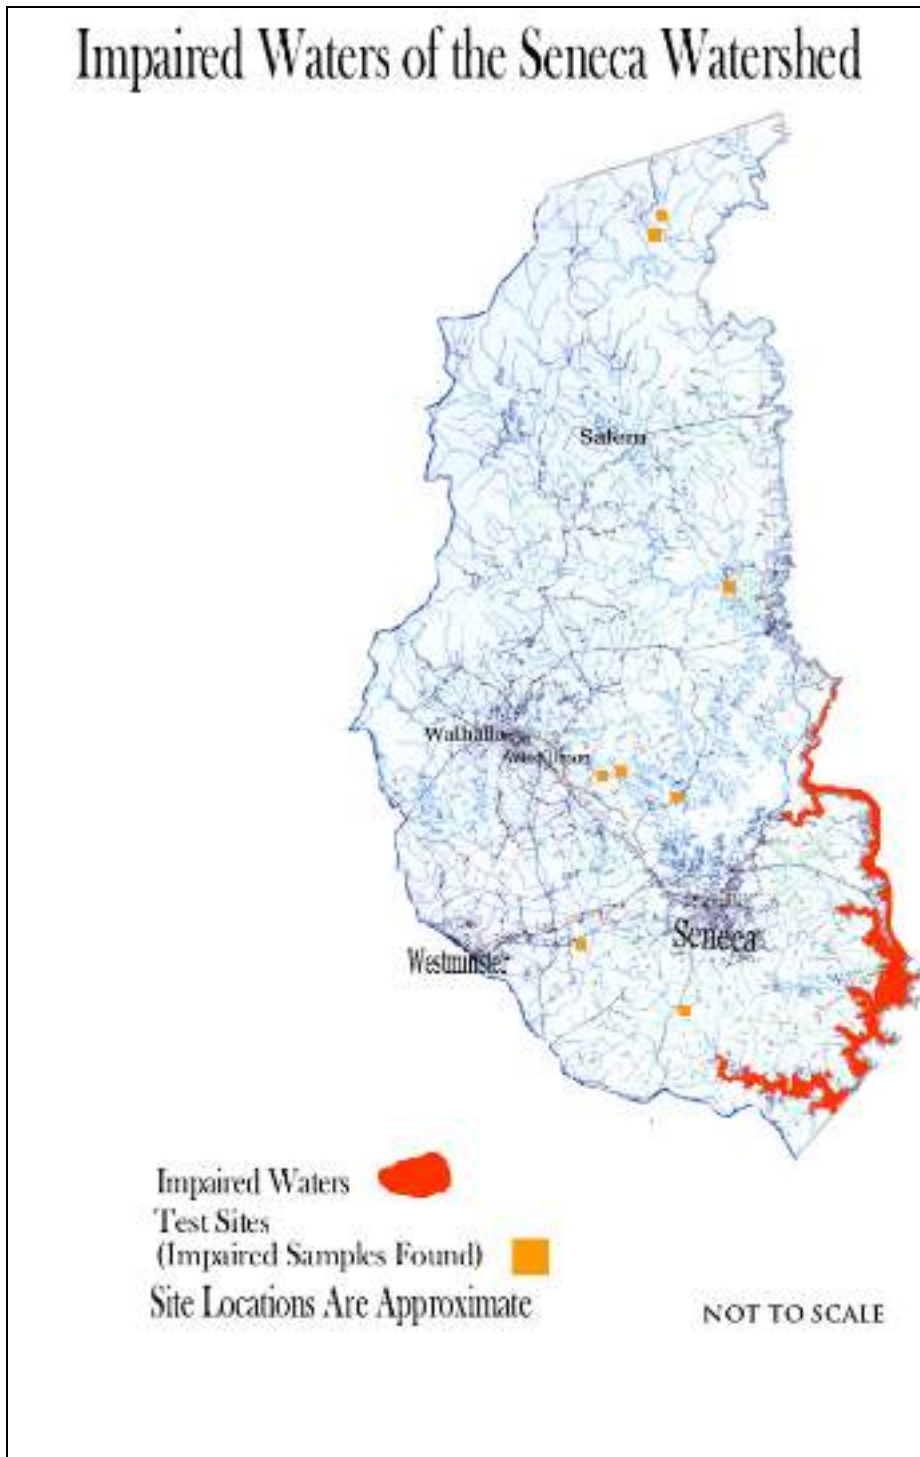 Impaired Waters of the Seneca Watershed
Salem
Walhalla
Seneca
Westminster
Impaired Waters
Test Sites
(Impaired Samples Found)
Site Locations Are Approximate
NOT TO SCALE